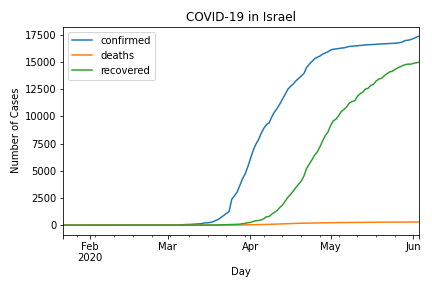 COVID-19 in Israel
confirmed
deaths
recovered
17500
15000
12500
10000
7500
5000
2500
0
Number of Cases
Feb
2020
Mar
Apr
May
Jun
Day